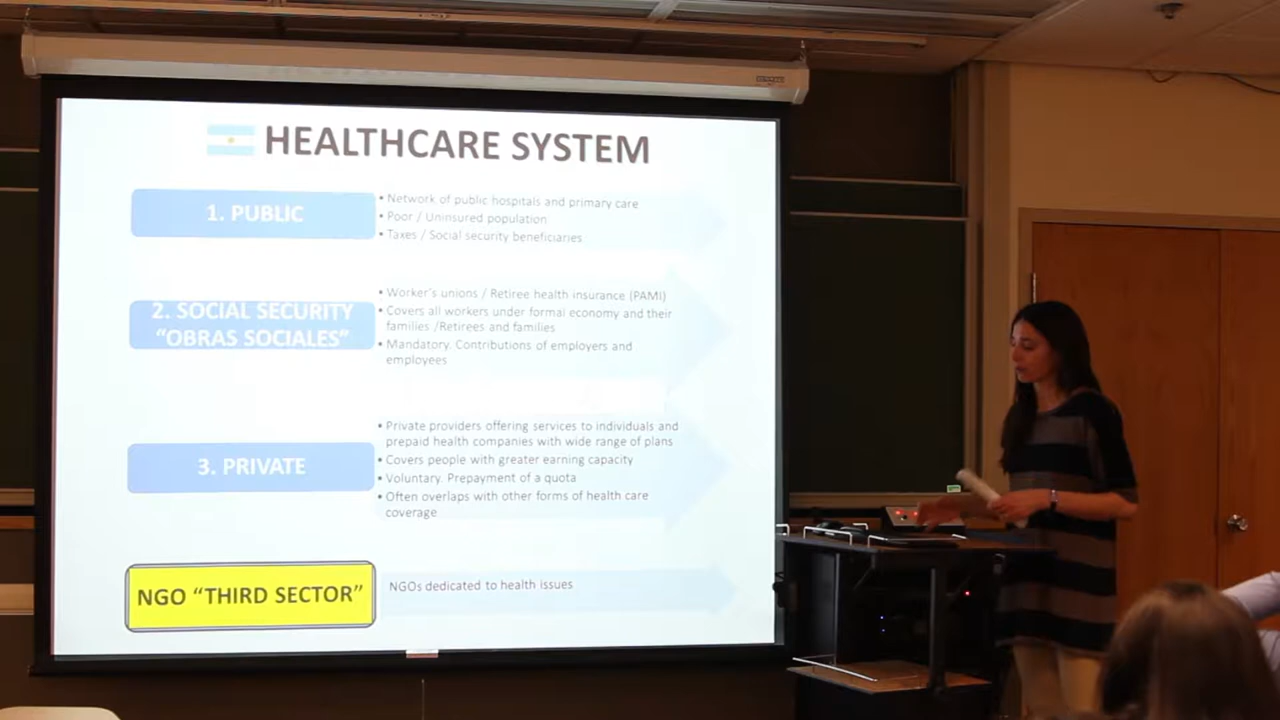 HEALTHCARE SYSTEM
1. PUBLIC
• Network of public hospitals and primary care
• Poor / Uninsured population
• Taxes / Social security beneficiaries
2. SOCIAL SECURITY
“OBRAS SOCIALES”
• Worker’s unions / Retiree health insurance (PAMI)
• Covers all workers under formal economy and their
families /Retirees and families
• Mandatory. Contributions of employers and
employees
3. PRIVATE
• Private providers offering services to individuals and
prepaid health companies with wide range of plans
• Covers people with greater earning capacity
• Voluntary. Prepayment of a quota
• Often overlaps with other forms of health care
coverage
NGO “THIRD SECTOR”
NGOs dedicated to health issues